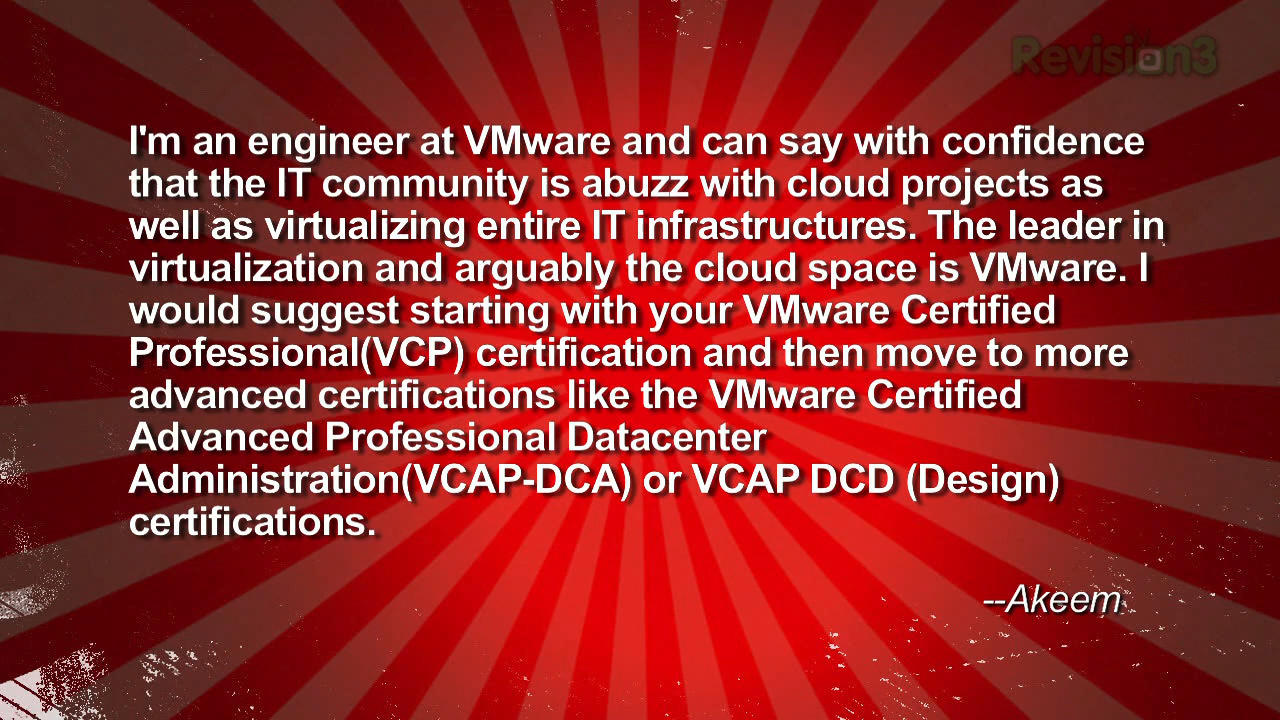 Revision3
I'm an engineer at VMware and can say with confidence
that the IT community is abuzz with cloud projects as
well as virtualizing entire IT infrastructures. The leader in
virtualization and arguably the cloud space is VMware. I
would suggest starting with your VMware Certified
Professional(VCP) certification and then move to more
advanced certifications like the VMware Certified
Advanced Professional Datacenter
Administration(VCAP-DCA) or VCAP DCD (Design)
certifications.
--Akeem